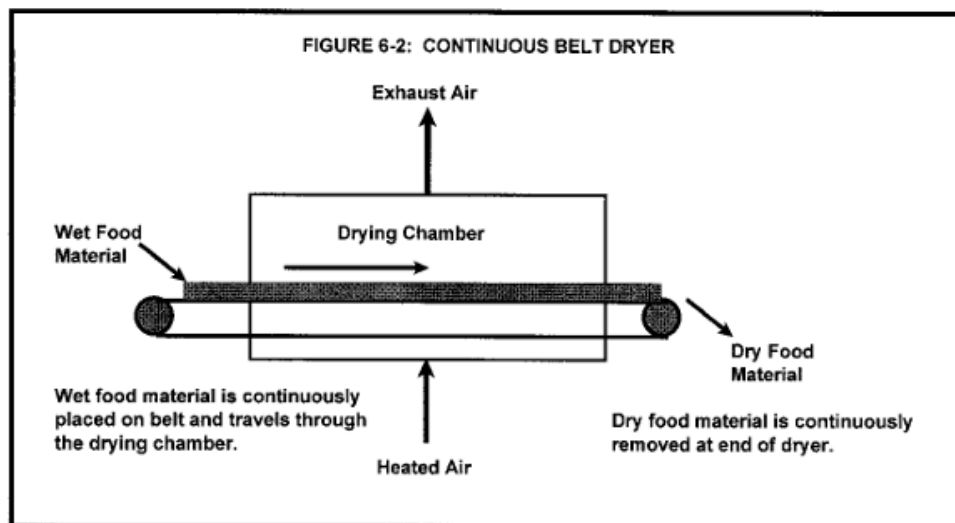 FIGURE 6-2: CONTINUOUS BELT DRYER
Exhaust Air
Wet Food
Material
Drying Chamber
Dry Food
Material
Wet food material is continuously
placed on belt and travels through
the drying chamber.
Heated Air
Dry food material is continuously
removed at end of dryer.